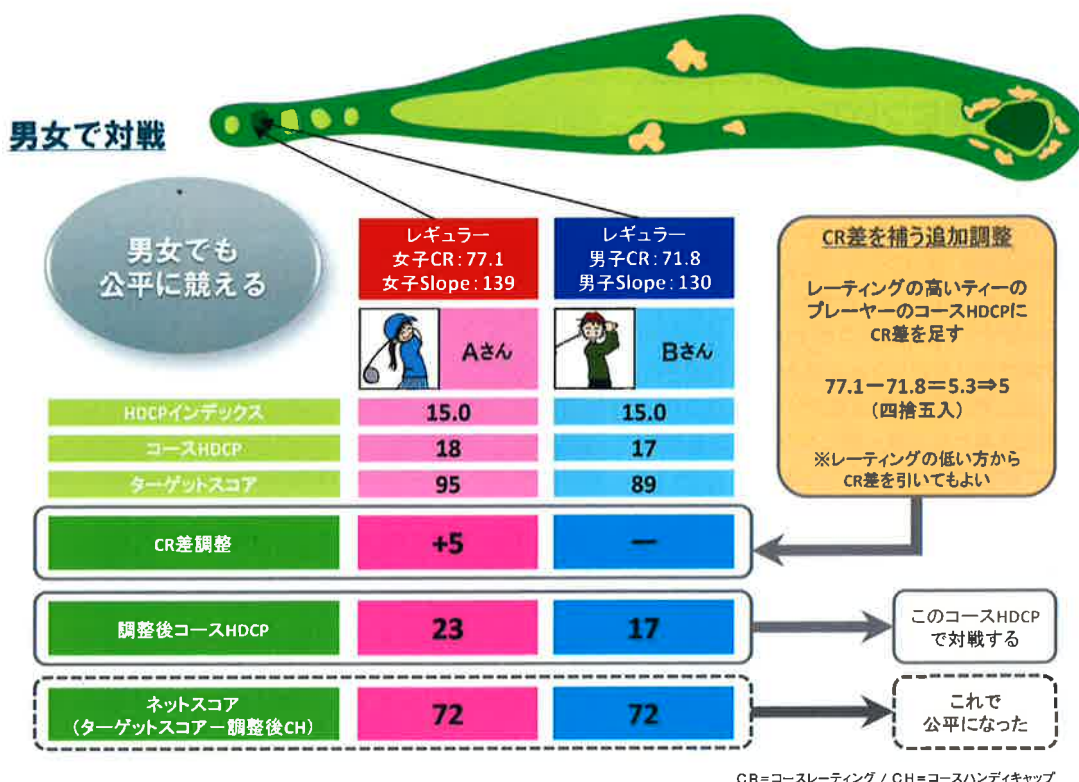 男女で対戦
男女でも
公平に競える
レギュラー
女子CR:77.1
女子Slope:139
レギュラー
男子CR:71.8
男子Slope:130
Aさん
Bさん
HDCPインデックス
15.0
15.0
コースHDCP
18
17
ターゲットスコア
95
89
CR差調整
+5
ー
調整後コースHDCP
23
17
ネットスコア
(ターゲットスコアー調整後CH)
72
72
CR差を補う追加調整
レーティングの高いティーの
プレーヤーのコースHDCPに
CR差を足す
77.1ー71.8=5.3⇒5
(四捨五入)
※レーティングの低い方から
CR差を引いてもよい
このコースHDCP
で対戦する
これで
公平になった
CR=コースレーティング / CH=コースハンディキャップ